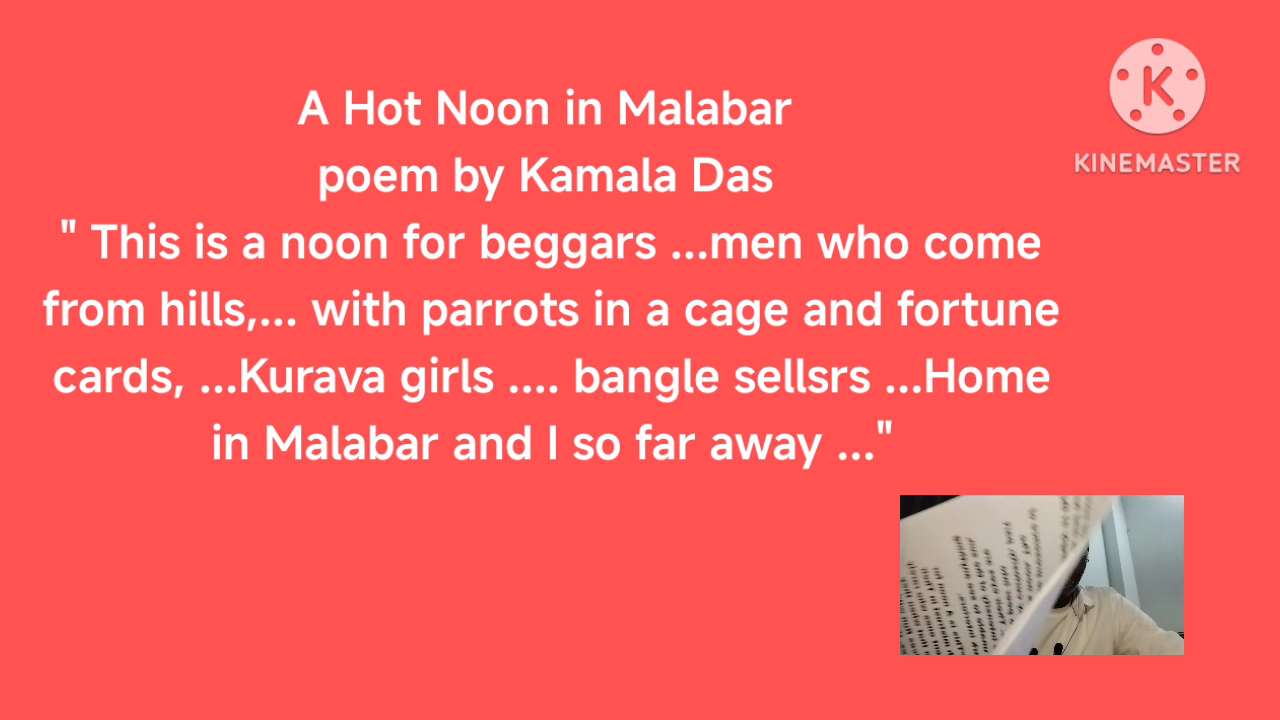 A Hot Noon in Malabar
poem by Kamala Das
" This is a noon for beggars ...men who come
from hills,... with parrots in a cage and fortune
cards, ...Kurava girls .... bangle sellsrs ...Home
in Malabar and I so far away ..."
K
KINEMASTER